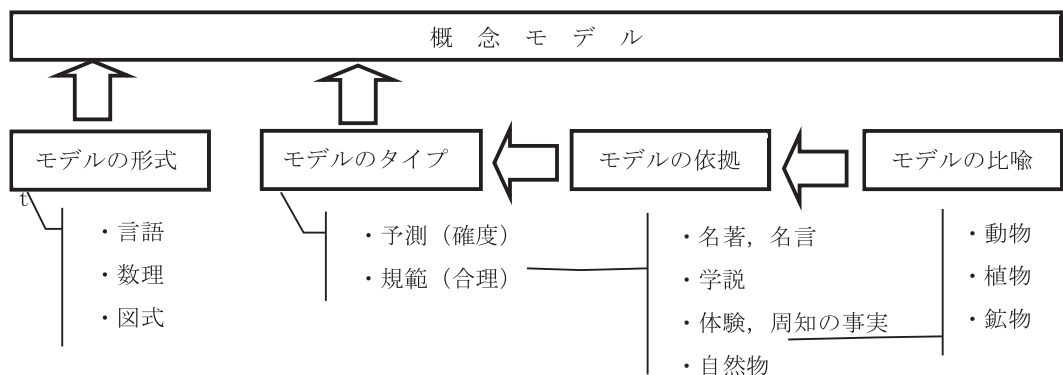 概念モデル
モデルの形式
モデルのタイプ
モデルの依拠
モデルの比喩
t
・言語
・数理
・図式
・予測（確度）
・規範（合理）
・名著，名言
・学説
・体験，周知の事実
・自然物
・動物
・植物
・鉱物